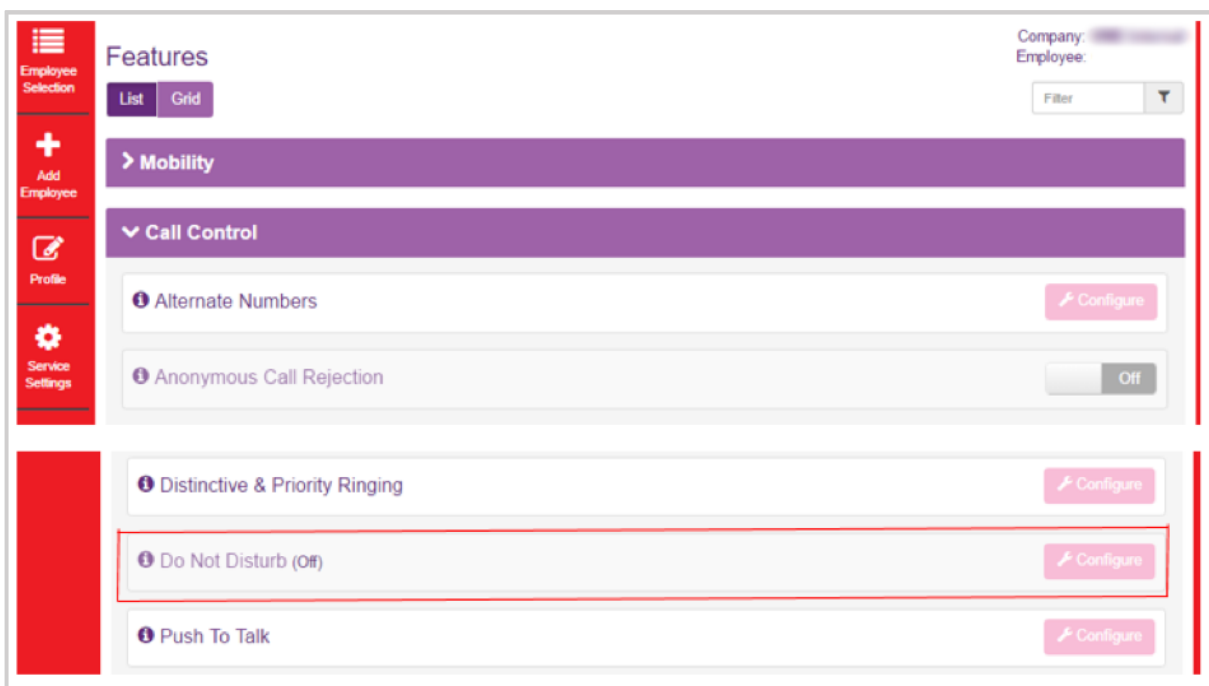 Employee
Selection
Add
Employee
Profile
Service
Settings
Features
Company:
Employee:
List Grid
Filter
Mobility
Call Control
Alternate Numbers
Configure
Anonymous Call Rejection
Off
Distinctive & Priority Ringing
Configure
Do Not Disturb (Off)
Configure
Push To Talk
Configure